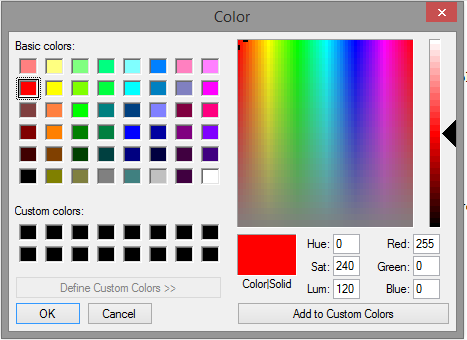 Color
Basic colors:
Custom colors:
Define Custom Colors >>
OK Cancel
Color|Solid
Hue: 0 Red: 255
Sat: 240 Green: 0
Lum: 120 Blue: 0
Add to Custom Colors